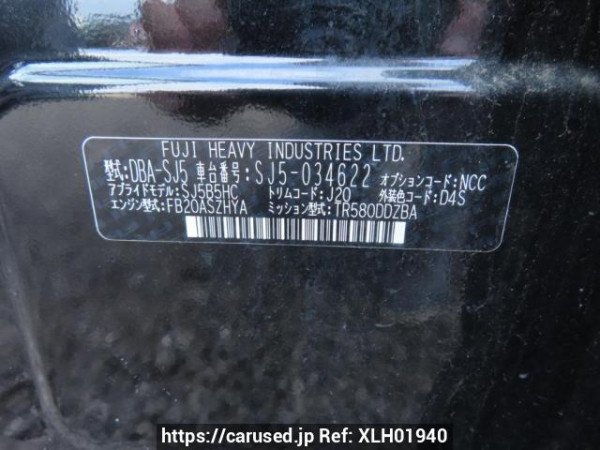 FUJI HEAVY INDUSTRIES LTD.
型式:DBA-SJ5 車台番号:SJ5-034622 オプションコード:NCC
アプライドモデル:SJ5B5HC トリムコード:J20 外装色コード:D4S
エンジン型式:FB20ASZHYA ミッション型式:TR580DDZBA
https://carused.jp Ref: XLH01940